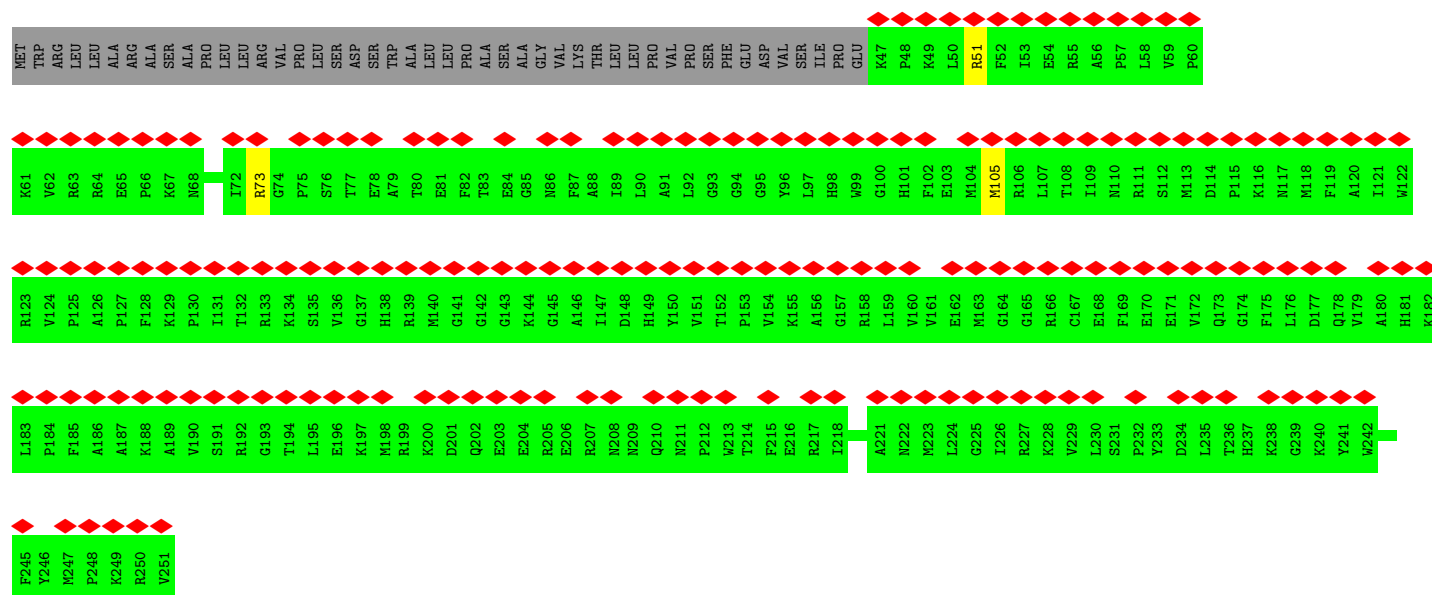 MET TRP ARG LEU LEU ALA ARG ALA SER ALA PRO LEU LEU ARG VAL PRO LEU SER ASP SER TRP ALA LEU LEU PRO ALA SER ALA GLY VAL LYS THR LEU LEU PRO VAL PRO SER PHE GLU ASP VAL SER ILE PRO GLU K47 P48 K49 L50 R51 F52 I53 E54 R55 A56 P57 L58 V59 P60
K61 V62 R63 R64 E65 P66 K67 N68 I72 R73 G74 P75 S76 T77 E78 A79 T80 E81 F82 T83 E84 G85 N86 F87 A88 I89 L90 A91 L92 G93 G94 G95 Y96 L97 H98 W99 G100 H101 F102 E103 M104 M105 R106 L107 T108 I109 N110 R111 S112 M113 D114 P115 K116 N117 M118 F119 A120 I121 W122
R123 V124 P125 A126 P127 F128 K129 P130 I131 T132 R133 K134 S135 V136 G137 H138 R139 M140 G141 G142 G143 K144 G145 A146 I147 D148 H149 Y150 V151 T152 P153 V154 K155 A156 G157 R158 L159 V160 V161 E162 M163 G164 G165 R166 C167 E168 F169 E170 E171 V172 Q173 G174 F175 L176 D177 Q178 V179 A180 H181 K182
L183 P184 F185 A186 A187 K188 A189 V190 S191 R192 G193 T194 L195 E196 K197 M198 R199 K200 D201 Q202 E203 E204 R205 E206 R207 N208 N209 Q210 N211 P212 W213 T214 F215 E216 R217 I218 A221 N222 M223 L224 G225 I226 R227 K228 V229 L230 S231 P232 Y233 D234 L235 T236 H237 K238 G239 K240 Y241 W242
F245 Y246 M247 P248 K249 R250 V251